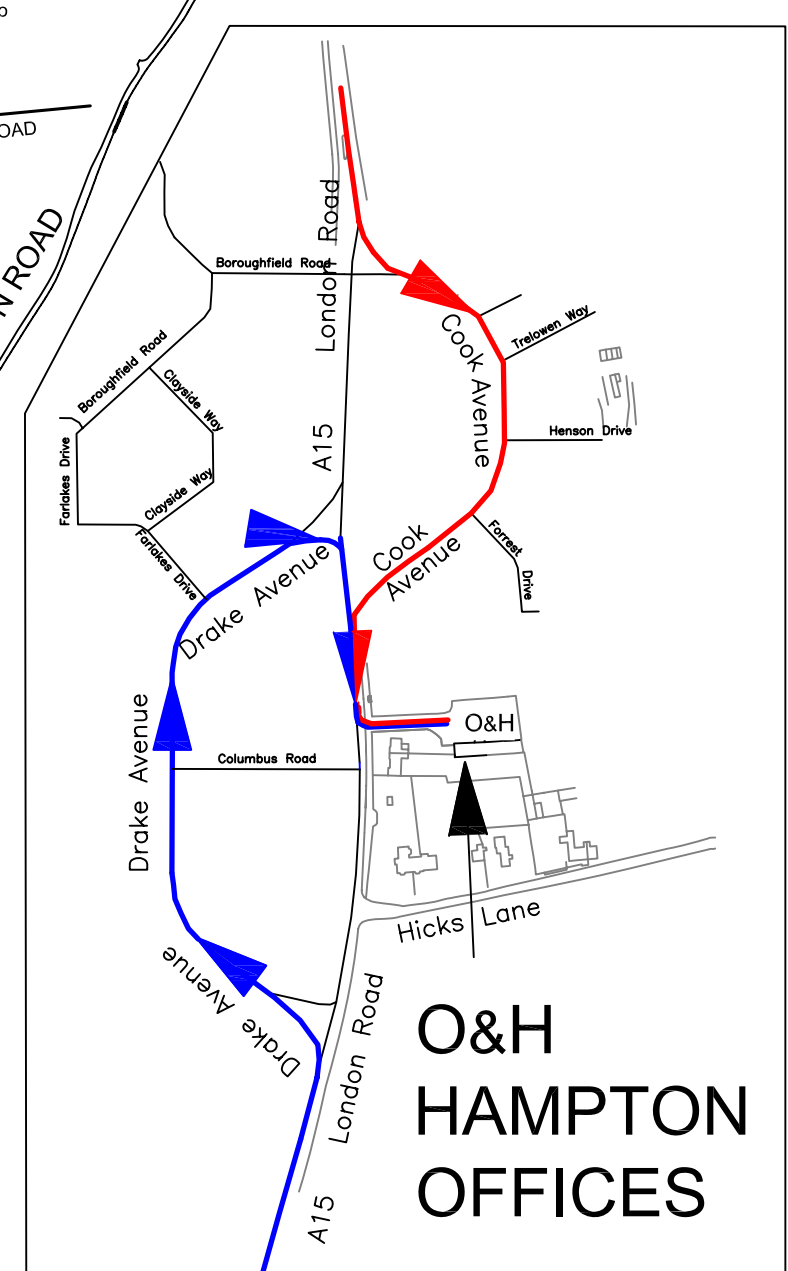 OAD
N ROAD
London Road
Boroughfield Road
Trelowen Way
Cook Avenue
Boroughfield Road
Clayside Way
Henson Drive
A15
Farlakes Drive
Clayside Way
Farlakes Drive
Forrest
Drive
Cook
Avenue
Drake Avenue
O&H
Drake Avenue
Columbus Road
Hicks Lane
Drake Avenue
Drake Avenue
London Road
A15
O&H
HAMPTON
OFFICES